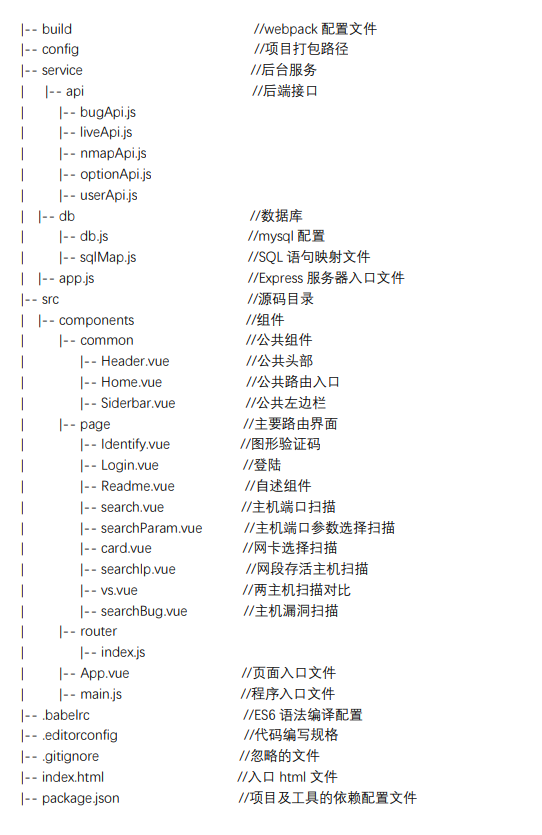 |-- build //webpack 配置文件
|-- config //项目打包路径
|-- service //后台服务
| |-- api //后端接口
| |-- bugApi.js
| |-- liveApi.js
| |-- nmapApi.js
| |-- optionApi.js
| |-- userApi.js
| |-- db //数据库
| |-- db.js //mysql 配置
| |-- sqlMap.js //SQL 语句映射文件
| |-- app.js //Express 服务器入口文件
|-- src //源码目录
| |-- components //组件
| |-- common //公共组件
| |-- Header.vue //公共头部
| |-- Home.vue //公共路由入口
| |-- Siderbar.vue //公共左边栏
| |-- page //主要路由界面
| |-- Identify.vue //图形验证码
| |-- Login.vue //登陆
| |-- Readme.vue //自述组件
| |-- search.vue //主机端口扫描
| |-- searchParam.vue //主机端口参数选择扫描
| |-- card.vue //网卡选择扫描
| |-- searchIp.vue //网段存活主机扫描
| |-- vs.vue //两主机扫描对比
| |-- searchBug.vue //主机漏洞扫描
| |-- router
| |-- index.js
| |-- App.vue //页面入口文件
| |-- main.js //程序入口文件
|-- .babelrc //ES6 语法编译配置
|-- .editorconfig //代码编写规格
|-- .gitignore //忽略的文件
|-- index.html //入口 html 文件
|-- package.json //项目及工具的依赖配置文件